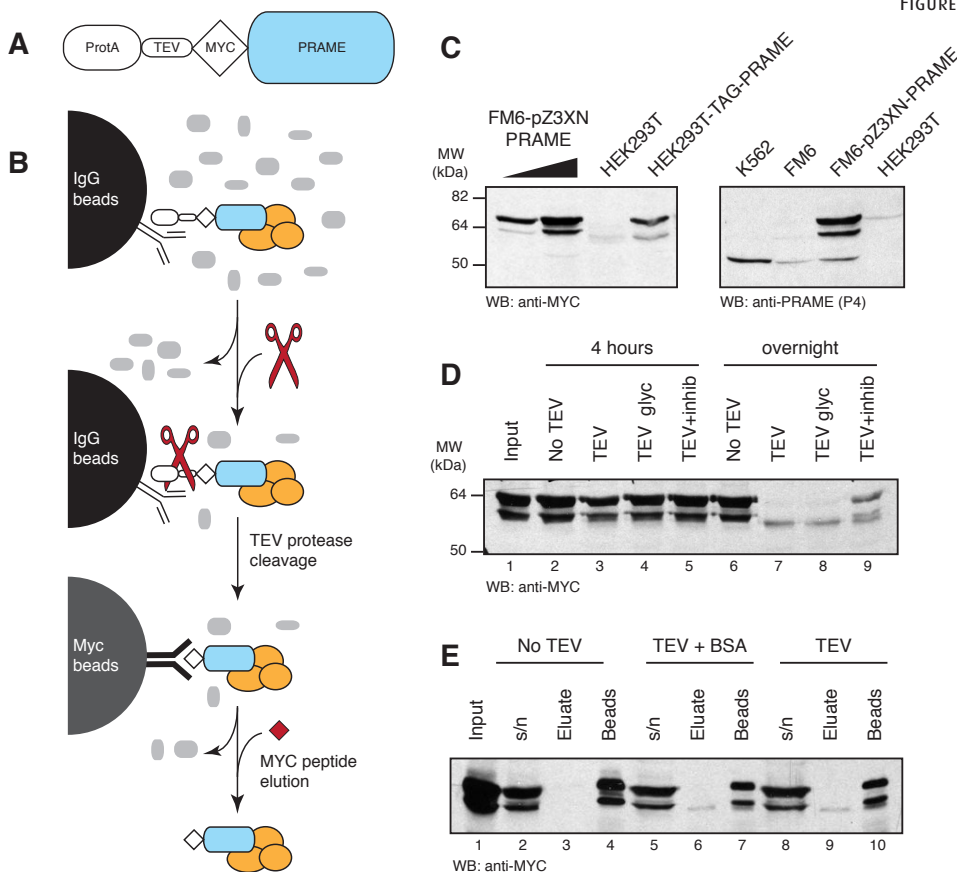 FIGURE
A
ProtA
TEV
MYC
PRAME
B
IgG
beads
IgG
beads
TEV protease
cleavage
Myc
beads
MYC peptide
elution
C
FM6-pZ3XN
PRAME
HEK293T
HEK293T-TAG-PRAME
MW
(kDa)
82
64
50
WB: anti-MYC
K562
FM6
FM6-pZ3XN-PRAME
HEK293T
WB: anti-PRAME (P4)
D
4 hours
overnight
Input
No TEV
TEV
TEV glyc
TEV+inhib
No TEV
TEV
TEV glyc
TEV+inhib
MW
(kDa)
64
50
1 2 3 4 5 6 7 8 9
WB: anti-MYC
E
No TEV
TEV + BSA
TEV
Input
s/n
Eluate
Beads
s/n
Eluate
Beads
s/n
Eluate
Beads
1 2 3 4 5 6 7 8 9 10
WB: anti-MYC